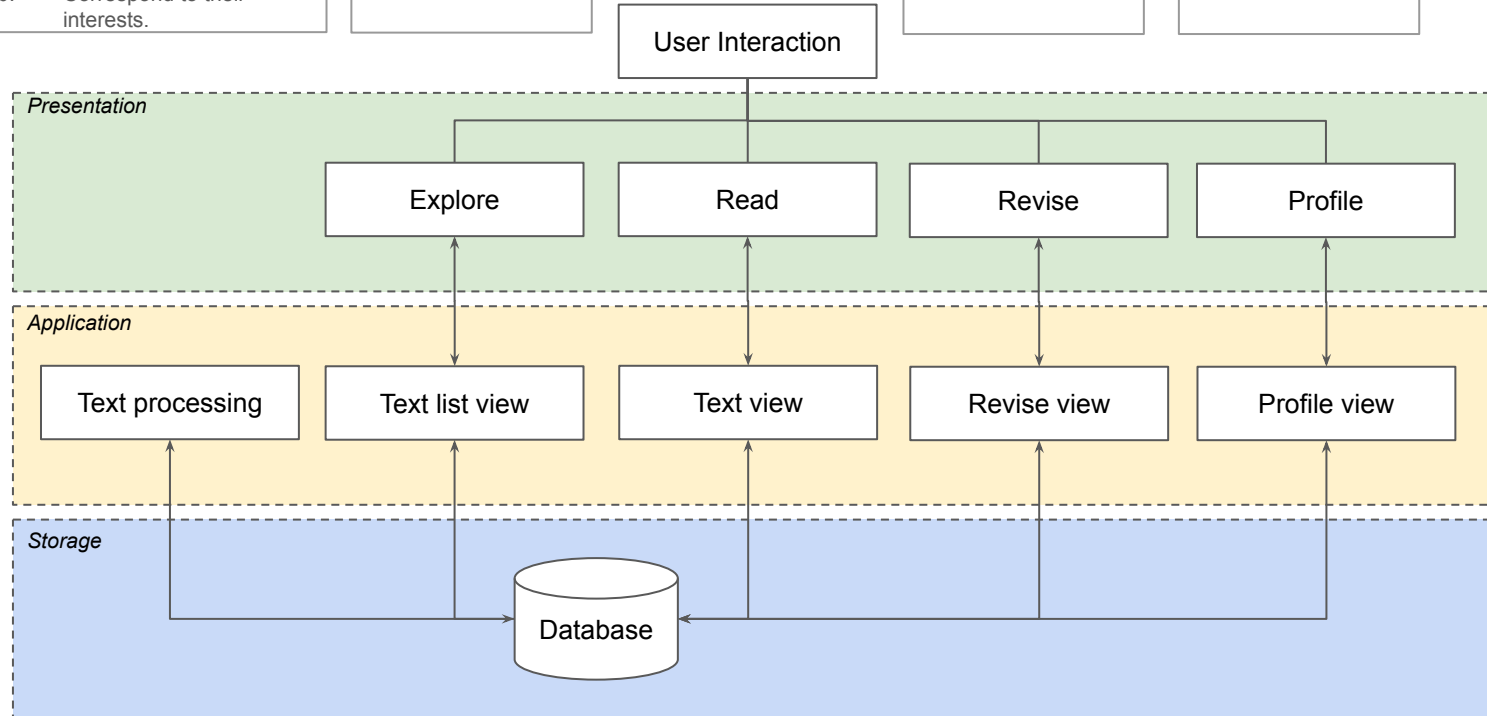 interests.
User Interaction
Presentation
Explore
Read
Revise
Profile
Application
Text processing
Text list view
Text view
Revise view
Profile view
Storage
Database